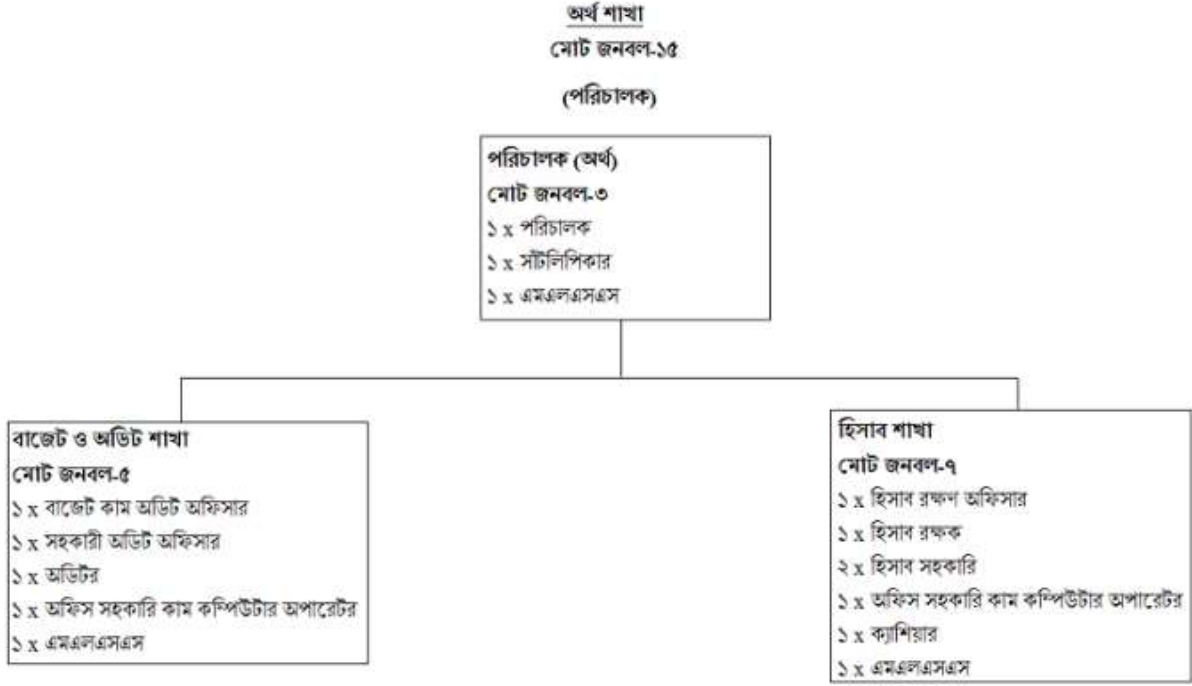 অর্থ শাখা
মোট জনবল-১৫
(পরিচালক)
পরিচালক (অর্থ)
মোট জনবল-৩
১ x পরিচালক
১ x সাঁটলিপিকার
১ x এমএলএসএস
বাজেট ও অডিট শাখা
মোট জনবল-৫
১ x বাজেট কাম অডিট অফিসার
১ x সহকারী অডিট অফিসার
১ x অডিটর
১ x অফিস সহকারি কাম কম্পিউটার অপারেটর
১ x এমএলএসএস
হিসাব শাখা
মোট জনবল-৭
১ x হিসাব রক্ষণ অফিসার
১ x হিসাব রক্ষক
২ x হিসাব সহকারি
১ x অফিস সহকারি কাম কম্পিউটার অপারেটর
১ x ক্যাশিয়ার
১ x এমএলএসএস